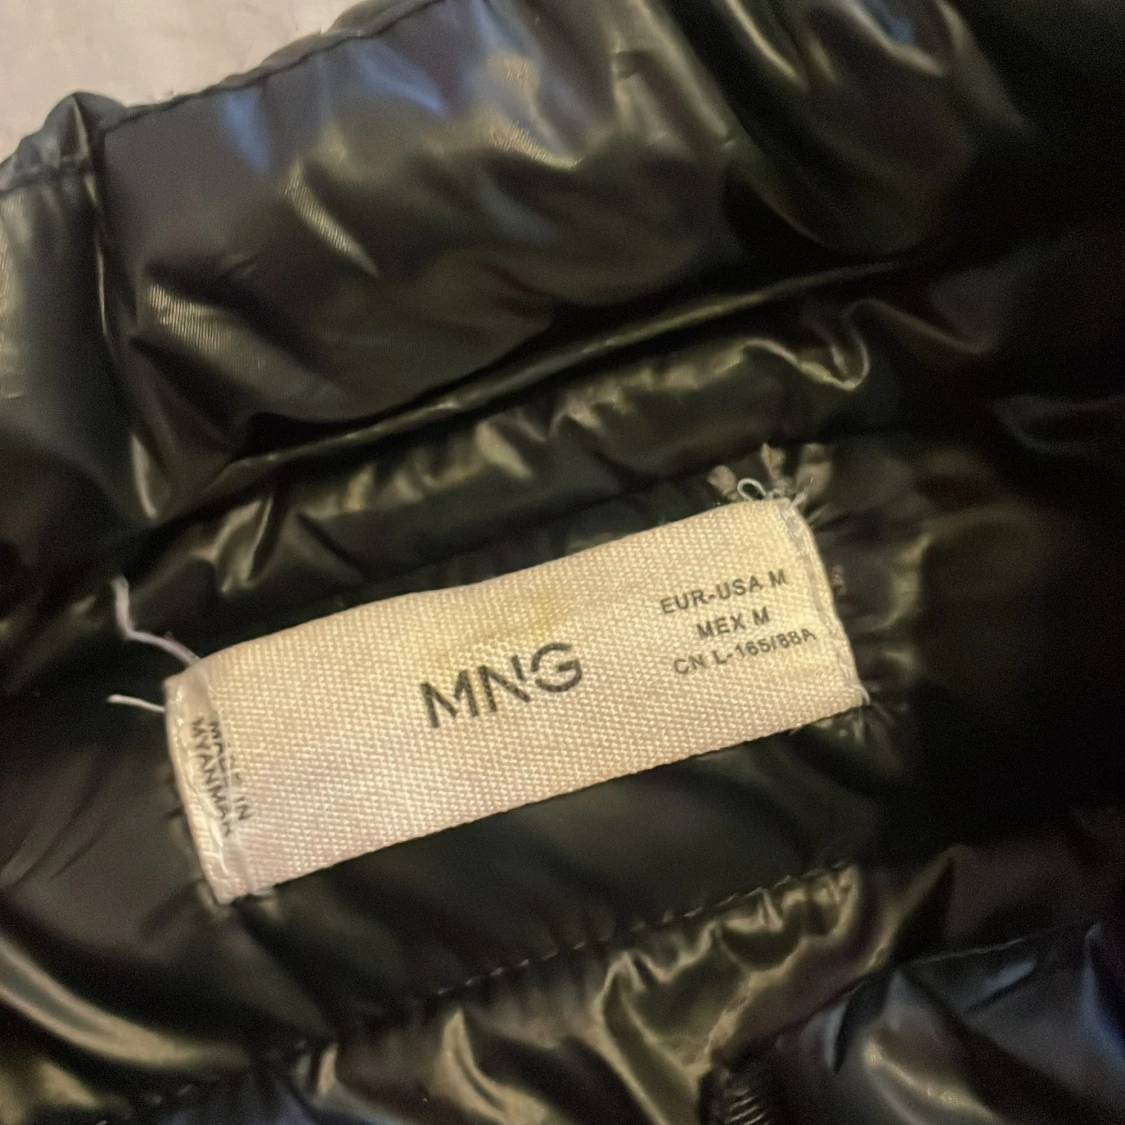 MNG
EUR-USA M
MEX M
CN L-165/88A
MADE IN
MYANMAR